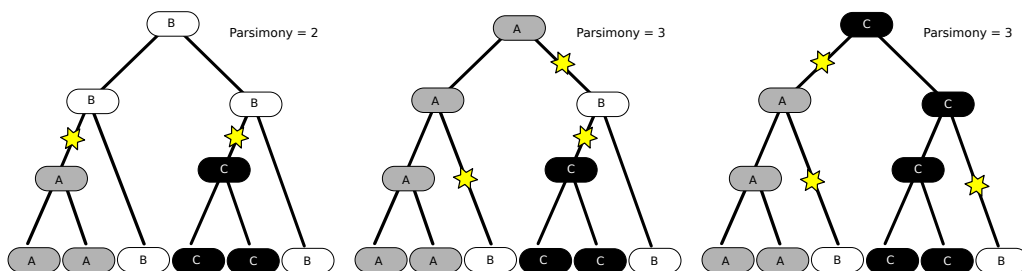 B Parsimony = 2 A Parsimony = 3 C Parsimony = 3
B B A B A C
A C A C A C
A A B C C B A A B C C B A A B C C B